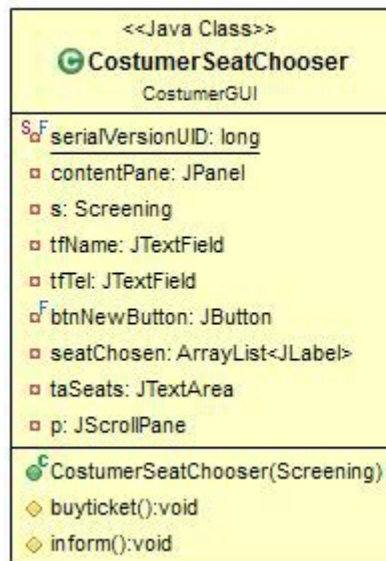 <<Java Class>>
C CostumerSeatChooser
CostumerGUI
S F serialVersionUID: long
contentPane: JPanel
s: Screening
tfName: JTextField
tfTel: JTextField
F btnNewButton: JButton
seatChosen: ArrayList<JLabel>
taSeats: JTextArea
p: JScrollPane
C CostumerSeatChooser(Screening)
buyticket():void
inform():void